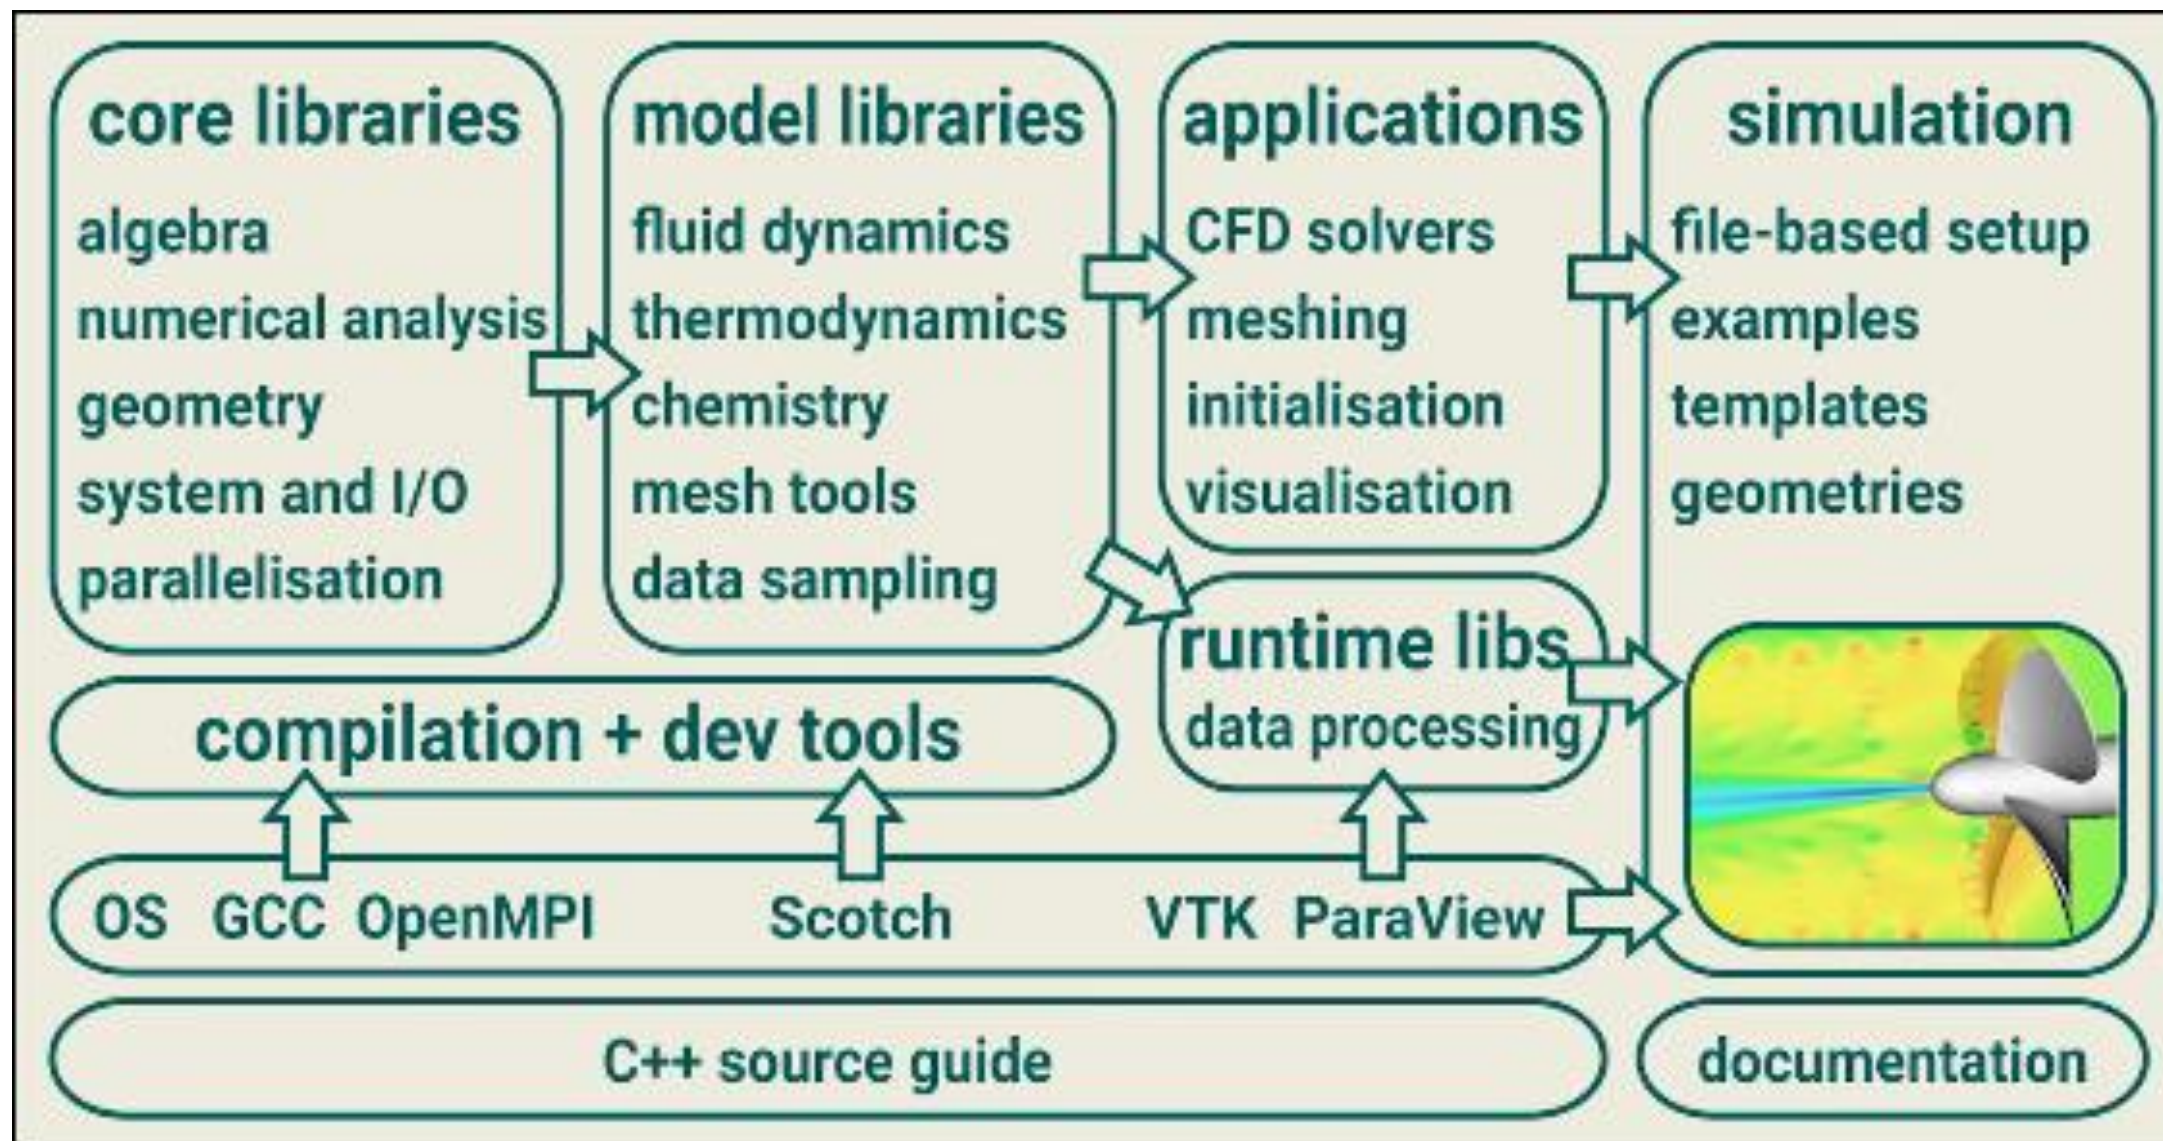 core libraries
algebra
numerical analysis
geometry
system and I/O
parallelisation
model libraries
fluid dynamics
thermodynamics
chemistry
mesh tools
data sampling
applications
CFD solvers
meshing
initialisation
visualisation
runtime libs
data processing
simulation
file-based setup
examples
templates
geometries
compilation + dev tools
OS GCC OpenMPI Scotch VTK ParaView
C++ source guide
documentation